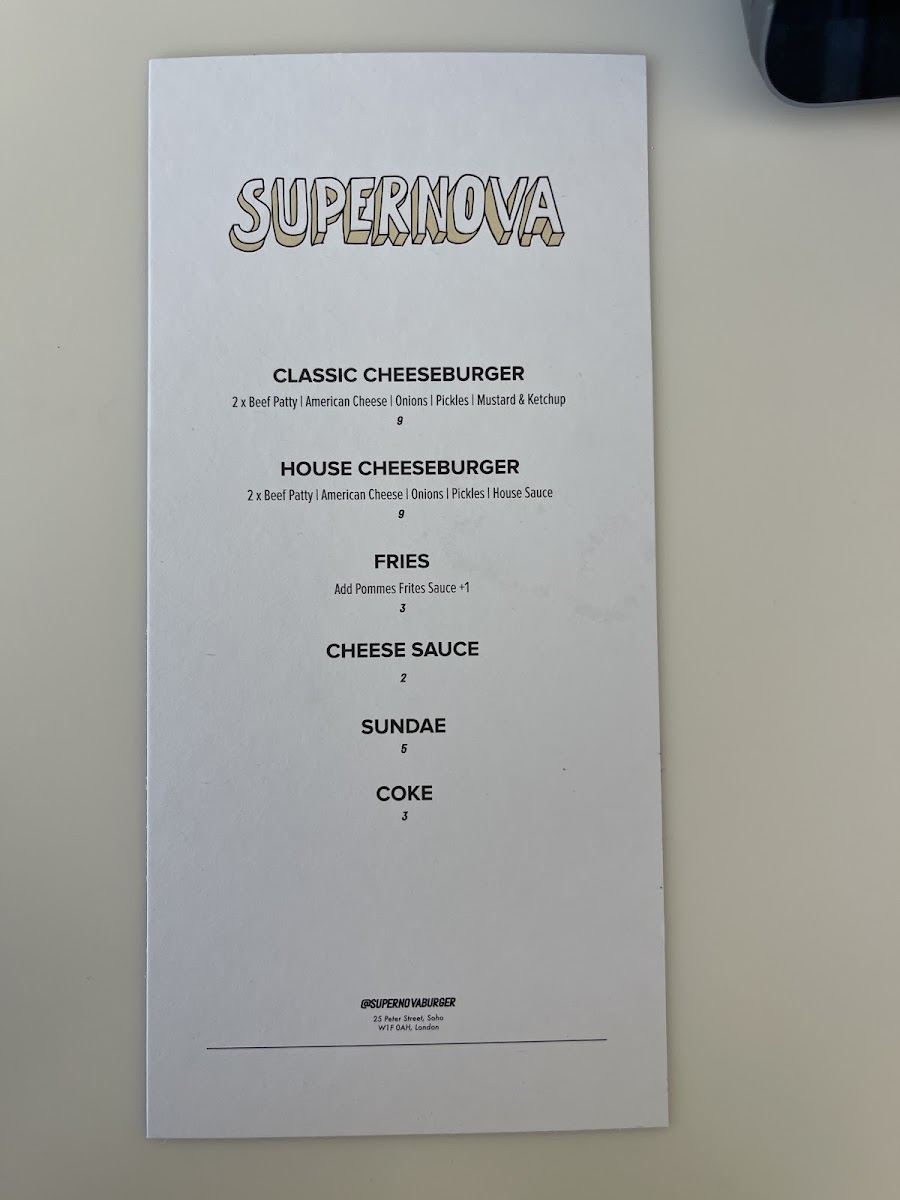 SUPERNOVA
CLASSIC CHEESEBURGER
2 x Beef Patty | American Cheese | Onions | Pickles | Mustard & Ketchup
9
HOUSE CHEESEBURGER
2 x Beef Patty | American Cheese | Onions | Pickles | House Sauce
9
FRIES
Add Pommes Frites Sauce +1
3
CHEESE SAUCE
2
SUNDAE
5
COKE
3
@SUPERNOVABURGER
25 Peter Street, Soho
W1F 0AH, London